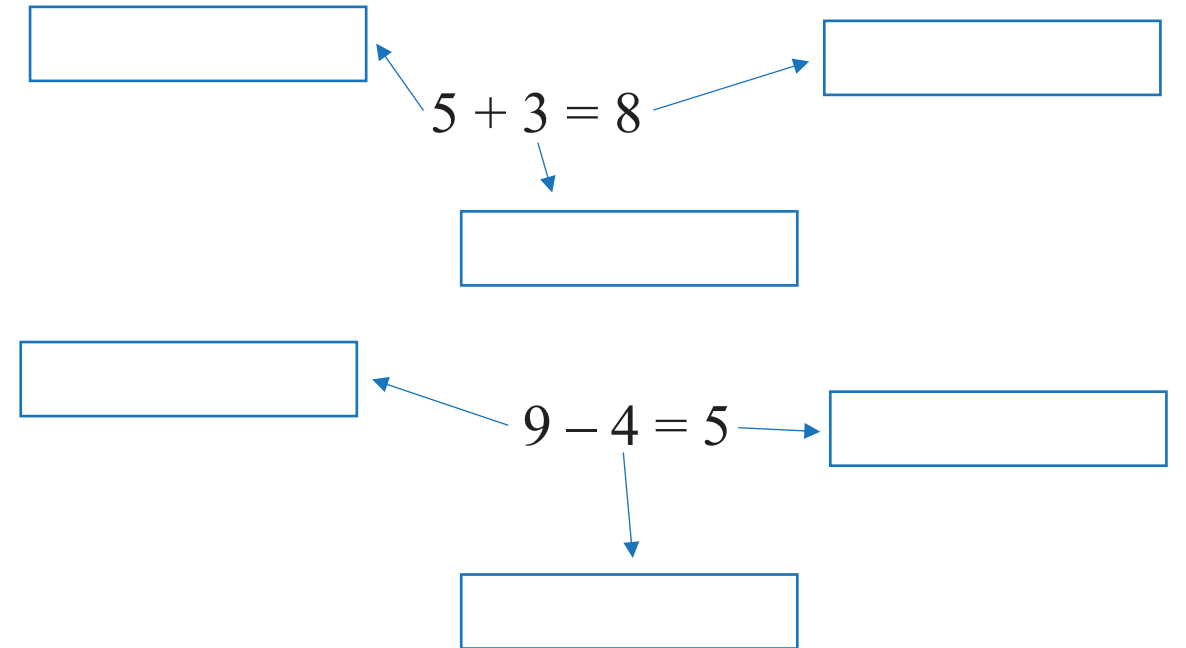 5 + 3 = 8
9 – 4 = 5